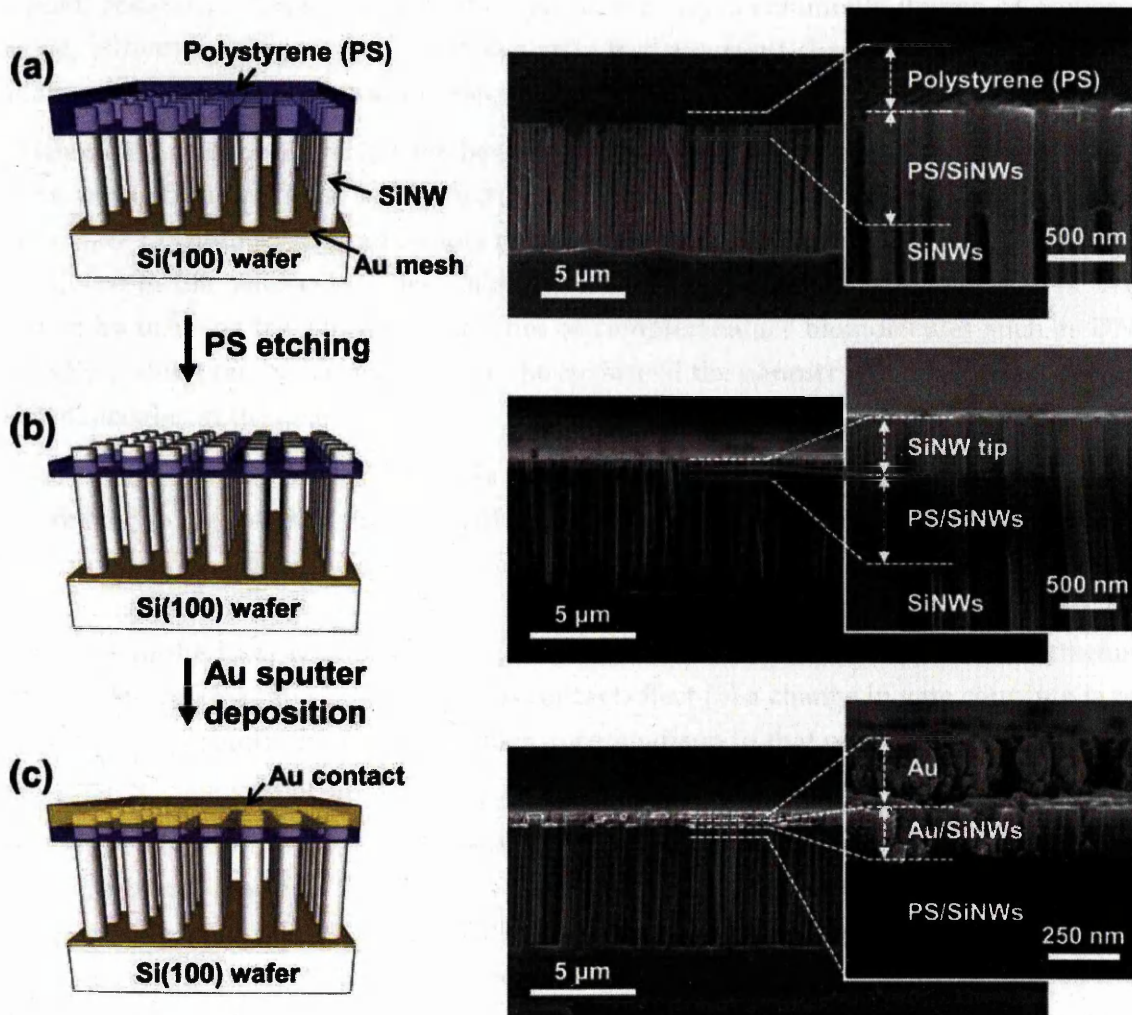 (a)
Polystyrene (PS)
SiNW
Au mesh
Si(100) wafer
Polystyrene (PS)
PS/SiNWs
SiNWs
500 nm
5 µm
PS etching
(b)
Si(100) wafer
SiNW tip
PS/SiNWs
SiNWs
500 nm
5 µm
Au sputter
deposition
(c)
Au contact
Si(100) wafer
Au
Au/SiNWs
PS/SiNWs
250 nm
5 µm